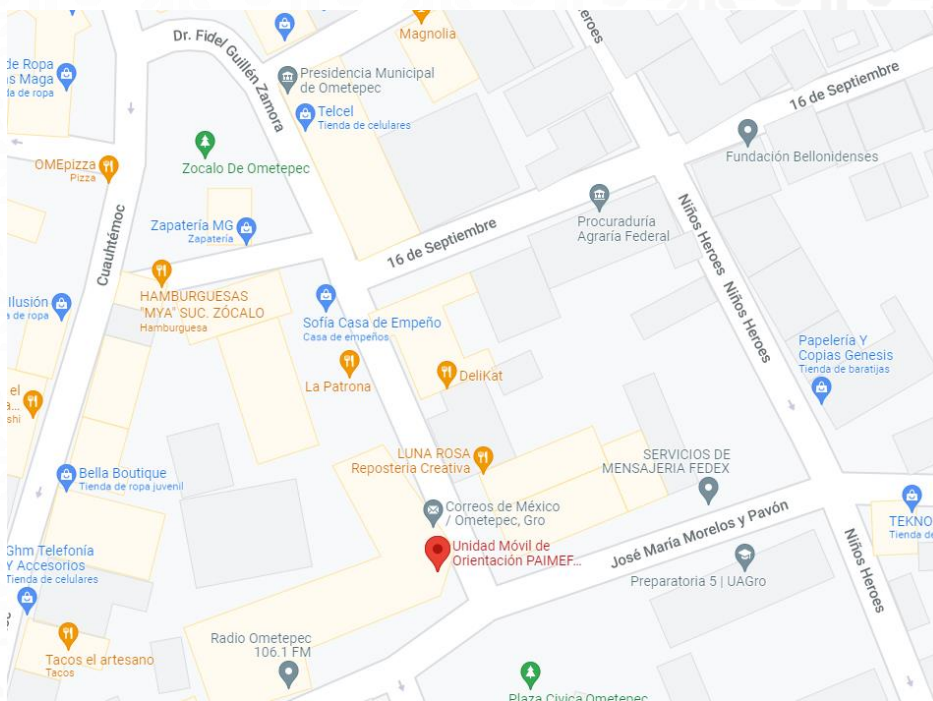 Magnolia
eroes
Dr. Fidel Guillén Zamora
de Ropa
as Maga
da de ropa
Presidencia Municipal
de Ometepec
Telcel
Tienda de celulares
16 de Septiembre
OMEpizza
Pizza
Zocalo De Ometepec
Fundación Bellonidenses
Cuauhtémoc
Zapatería MG
Zapatería
16 de Septiembre
Procuraduría
Agraría Federal
Niños Heroes
Niños Heroes
HAMBURGUESAS
"MYA" SUC. ZÓCALO
Hamburguesa
Ilusión
a de ropa
Sofía Casa de Empeño
Casa de empeños
La Patrona
DeliKat
Papelería Y
Copias Genesis
Tienda de baratijas
el
a...
shi
LUNA ROSA
Repostería Creativa
SERVICIOS DE
MENSAJERIA FEDEX
Bella Boutique
Tienda de ropa juvenil
Correos de México
/ Ometepec, Gro
José María Morelos y Pavón
TEKNO
Tienda de
Unidad Móvil de
Orientación PAIMEF...
Ghm Telefonía
Y Accesorios
Tienda de celulares
Niños Heroes
Preparatoria 5 | UAGro
Radio Ometepec
106.1 FM
Tacos el artesano
Tacos
Plaza Civica Ometepec